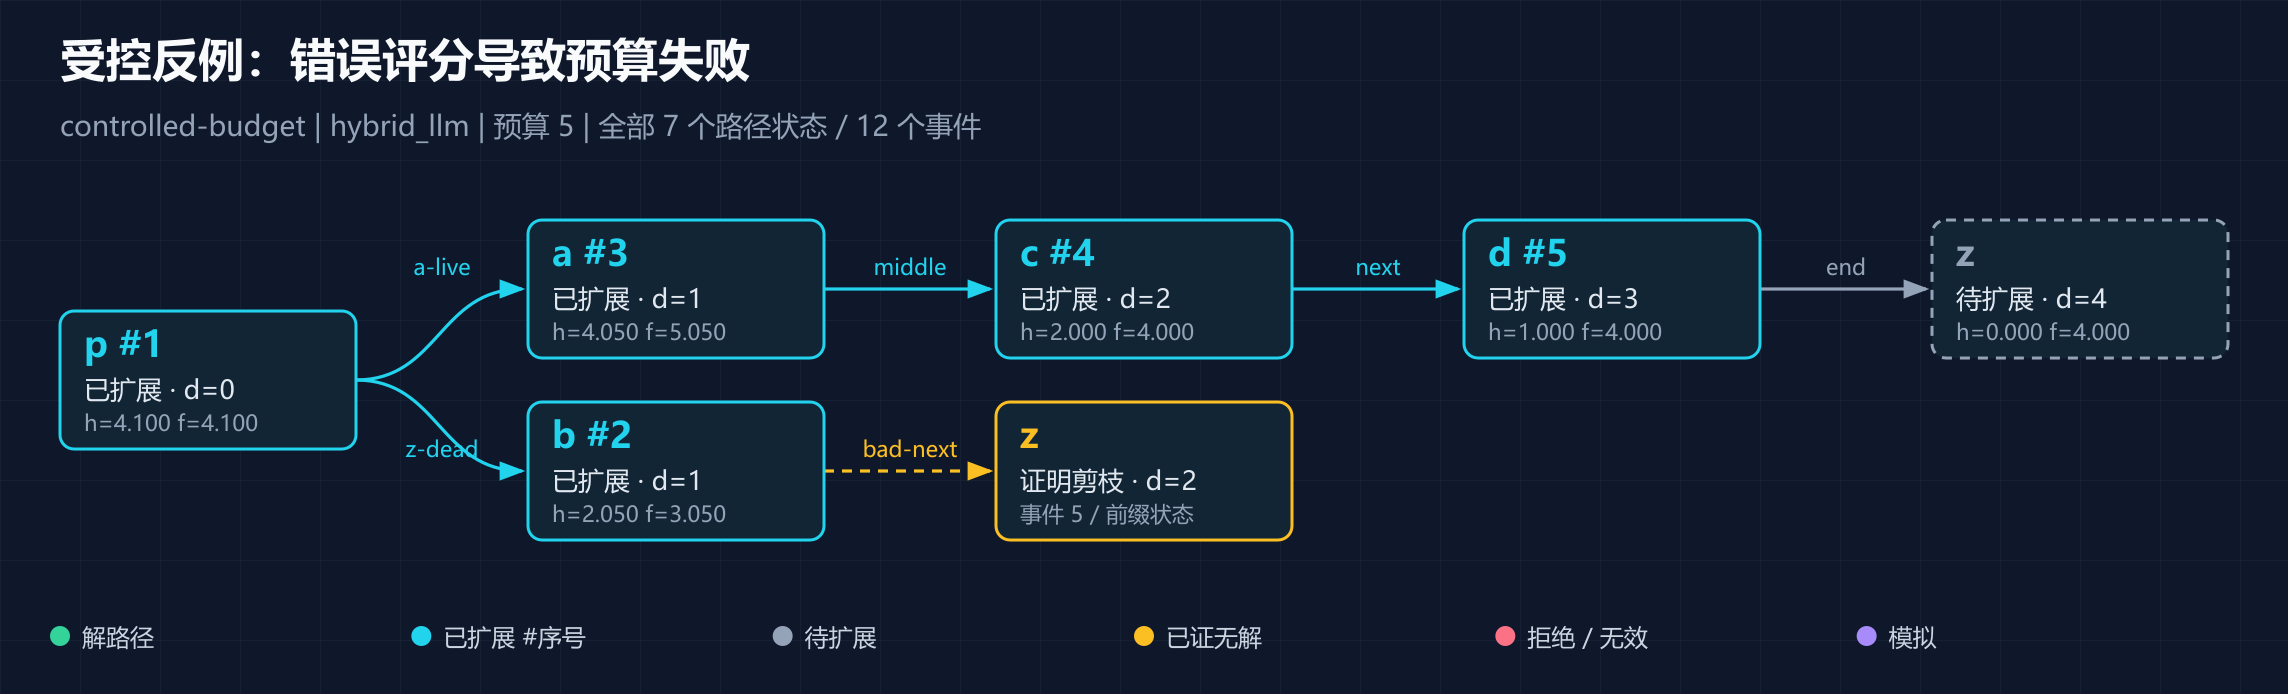 受控反例：错误评分导致预算失败
controlled-budget | hybrid_llm | 预算 5 | 全部 7 个路径状态 / 12 个事件
p #1
已扩展 · d=0
h=4.100 f=4.100
a-live
z-dead
a #3
已扩展 · d=1
h=4.050 f=5.050
middle
c #4
已扩展 · d=2
h=2.000 f=4.000
next
d #5
已扩展 · d=3
h=1.000 f=4.000
end
z
待扩展 · d=4
h=0.000 f=4.000
b #2
已扩展 · d=1
h=2.050 f=3.050
bad-next
z
证明剪枝 · d=2
事件 5 / 前缀状态
解路径
已扩展 #序号
待扩展
已证无解
拒绝 / 无效
模拟